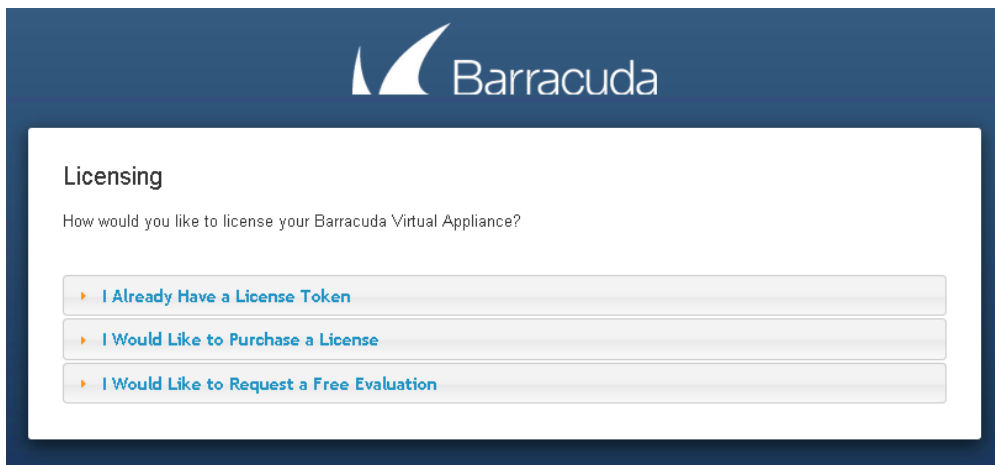 Barracuda
Licensing
How would you like to license your Barracuda Virtual Appliance?
I Already Have a License Token
I Would Like to Purchase a License
I Would Like to Request a Free Evaluation